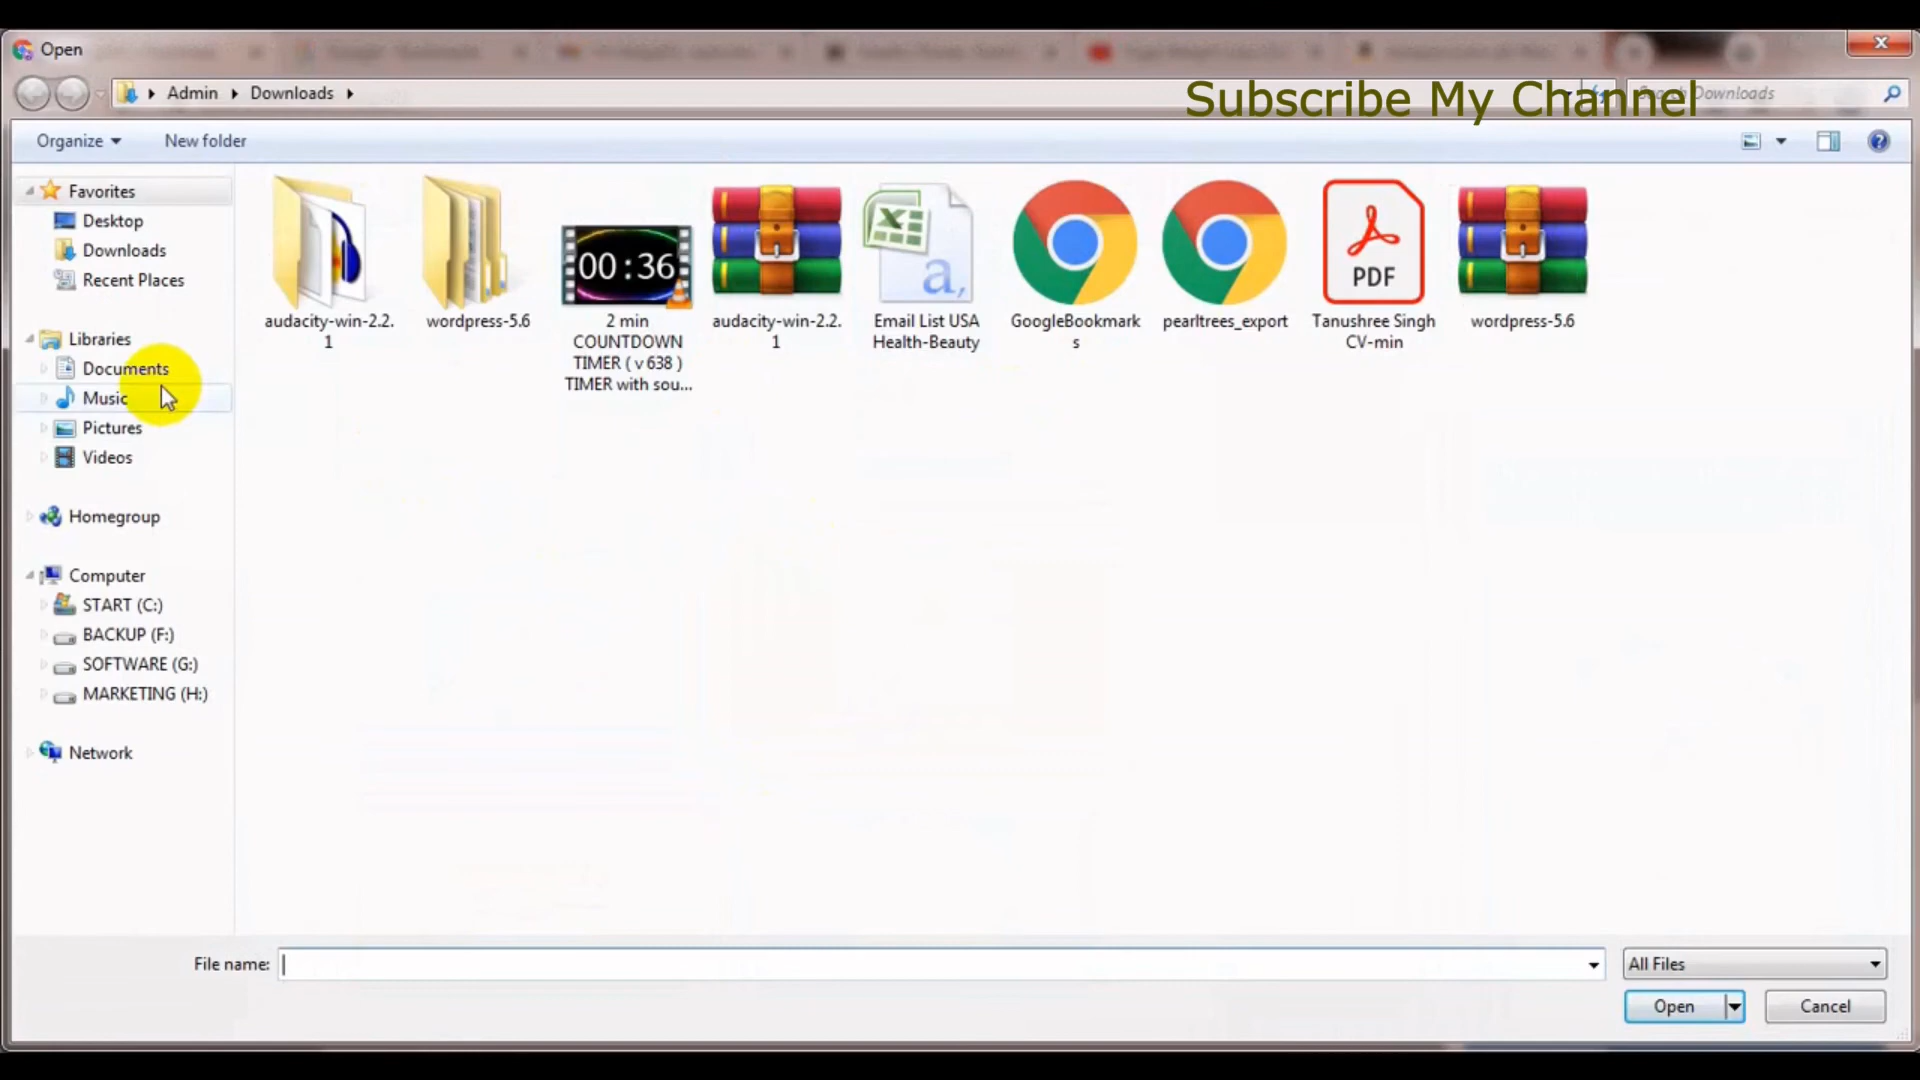 Open
Admin Downloads
Subscribe My Channel
Downloads
Organize New folder
Favorites
Desktop
Downloads
Recent Places
Libraries
Documents
Music
Pictures
Videos
Homegroup
Computer
START (C:)
BACKUP (F:)
SOFTWARE (G:)
MARKETING (H:)
Network
audacity-win-2.2.
1
wordpress-5.6
00:36
2 min
COUNTDOWN
TIMER ( v 638 )
TIMER with sou...
audacity-win-2.2.
1
a,
Email List USA
Health-Beauty
GoogleBookmark
s
pearltrees_export
PDF
Tanushree Singh
CV-min
wordpress-5.6
File name:
All Files
Open Cancel